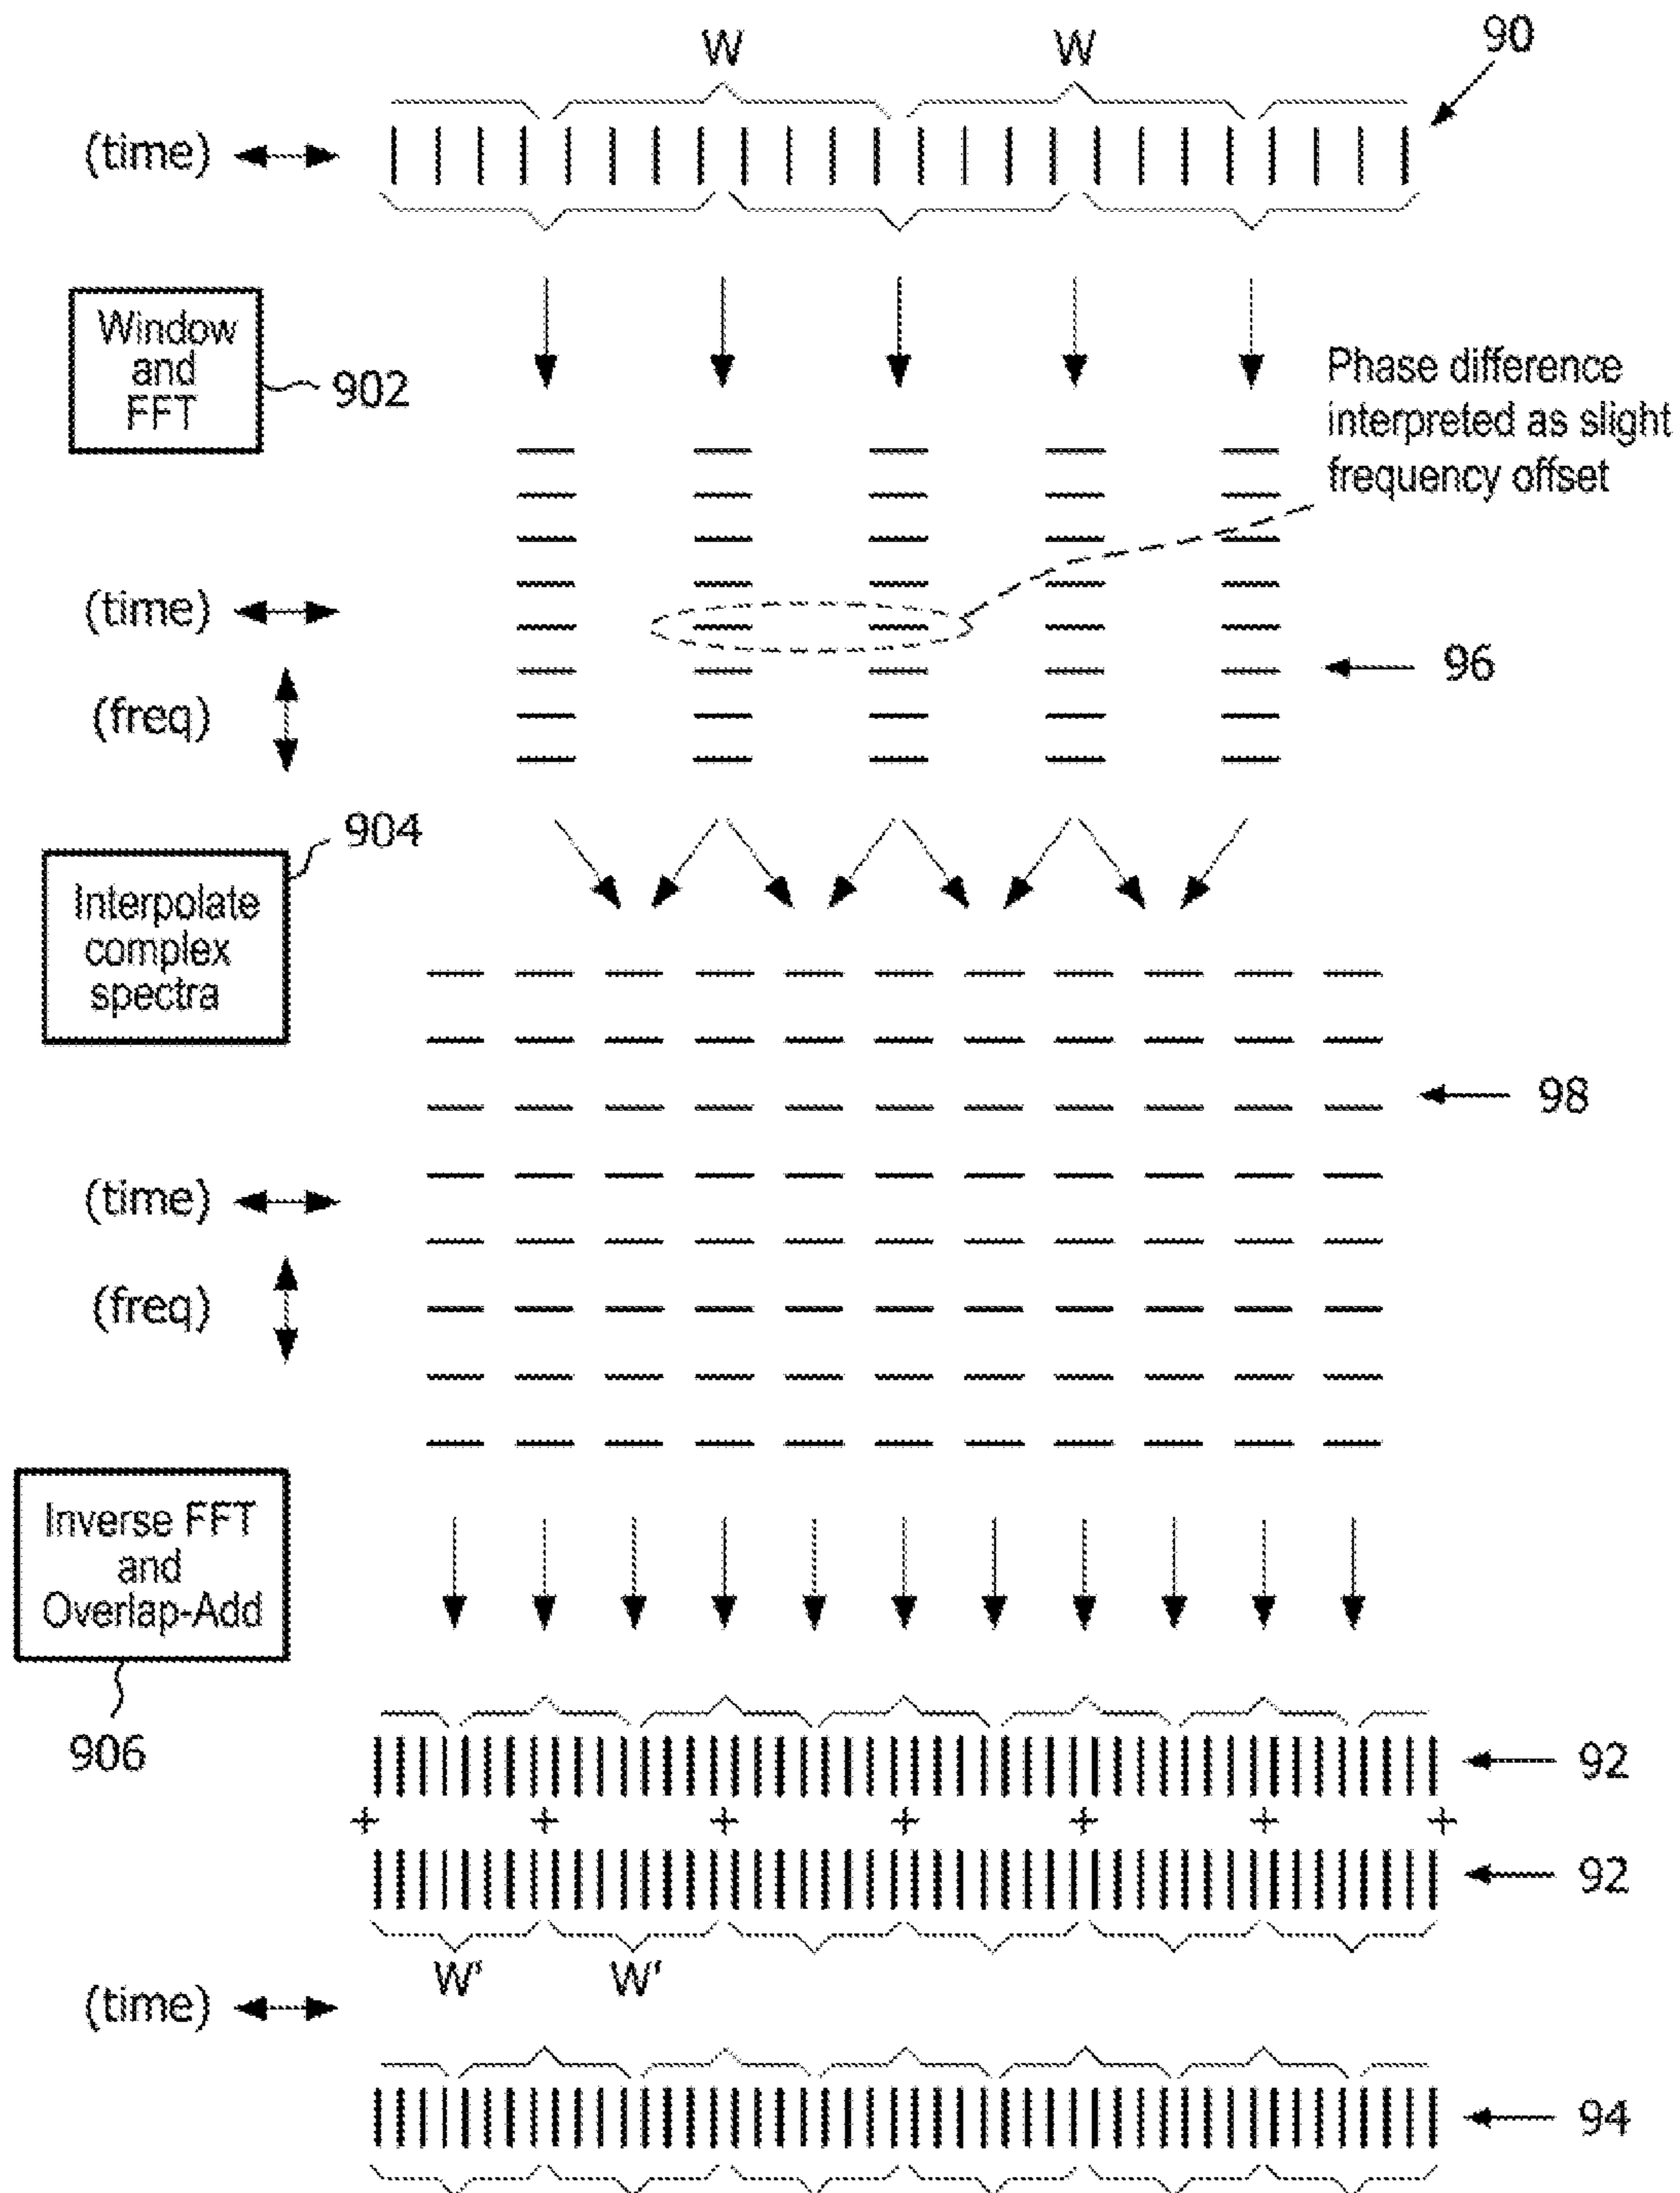 W W 90
(time)
Window
and
FFT
902
Phase difference
interpreted as slight
frequency offset
(time)
96
(freq)
904
Interpolate
complex
spectra
98
(time)
(freq)
Inverse FFT
and
Overlap-Add
906
92
+ + + + + + +
92
W' W'
(time)
94